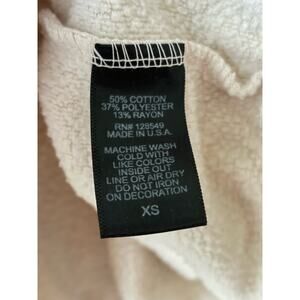 50% COTTON
37% POLYESTER
13% RAYON
RN# 128549
MADE IN U.S.A.
MACHINE WASH
COLD WITH
LIKE COLORS
INSIDE OUT
LINE OR AIR DRY
DO NOT IRON
ON DECORATION
XS